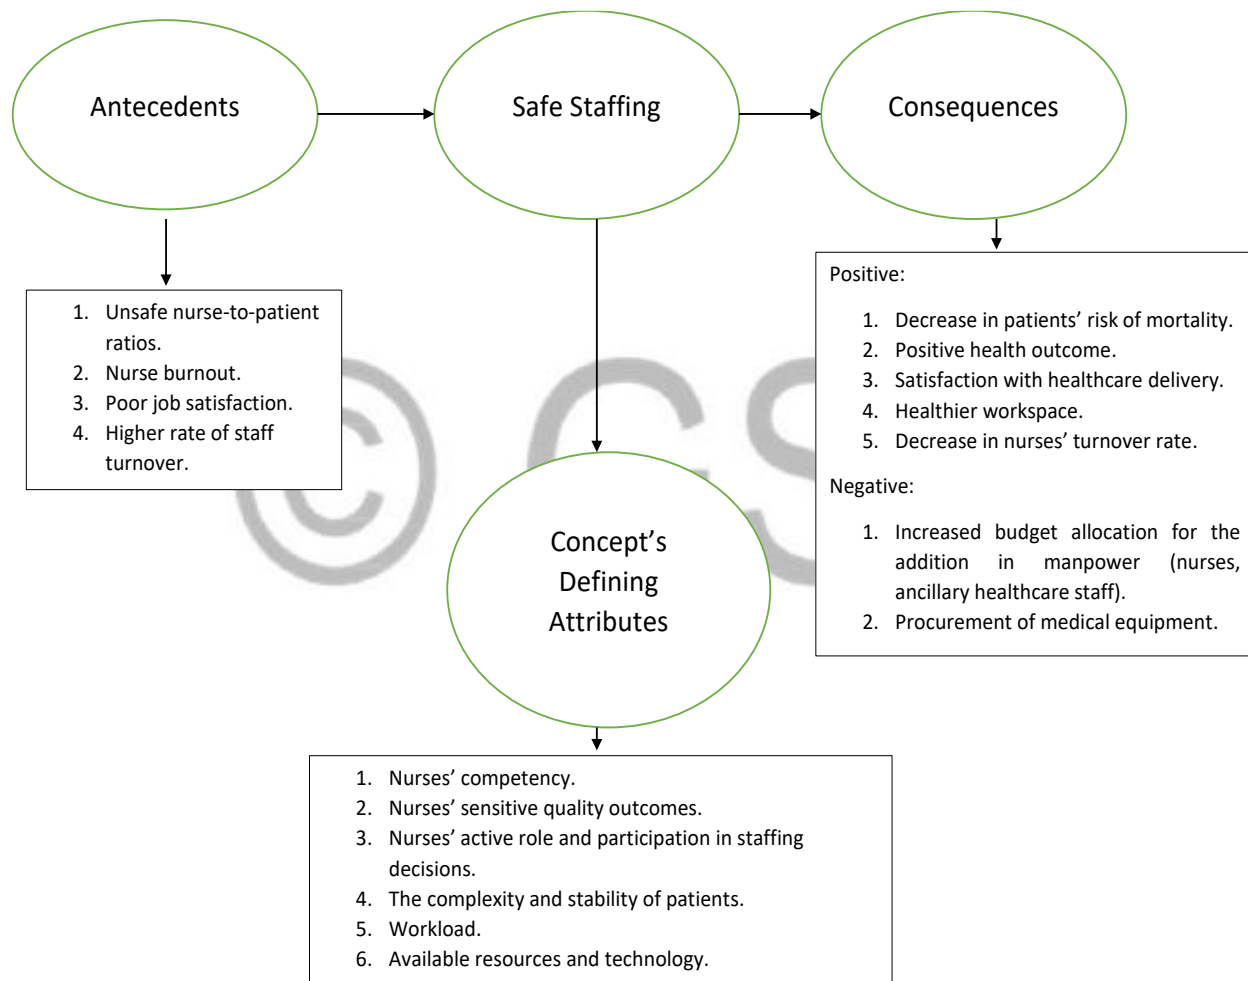 Antecedents
Safe Staffing
Consequences
1. Unsafe nurse-to-patient
ratios.
2. Nurse burnout.
3. Poor job satisfaction.
4. Higher rate of staff
turnover.
Positive:
1. Decrease in patients’ risk of mortality.
2. Positive health outcome.
3. Satisfaction with healthcare delivery.
4. Healthier workspace.
5. Decrease in nurses’ turnover rate.
Negative:
1. Increased budget allocation for the
addition in manpower (nurses,
ancillary healthcare staff).
2. Procurement of medical equipment.
Concept’s
Defining
Attributes
1. Nurses’ competency.
2. Nurses’ sensitive quality outcomes.
3. Nurses’ active role and participation in staffing
decisions.
4. The complexity and stability of patients.
5. Workload.
6. Available resources and technology.
© GS